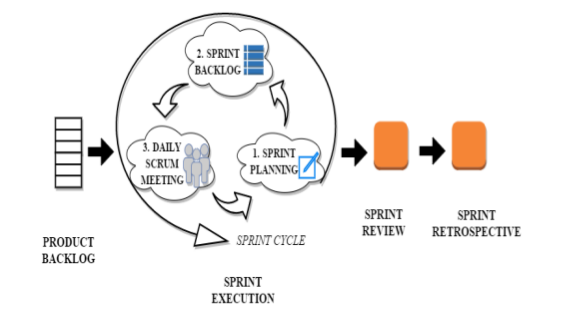 2. SPRINT
BACKLOG
3. DAILY
SCRUM
MEETING
1. SPRINT
PLANNING
SPRINT CYCLE
PRODUCT
BACKLOG
SPRINT
EXECUTION
SPRINT
REVIEW
SPRINT
RETROSPECTIVE